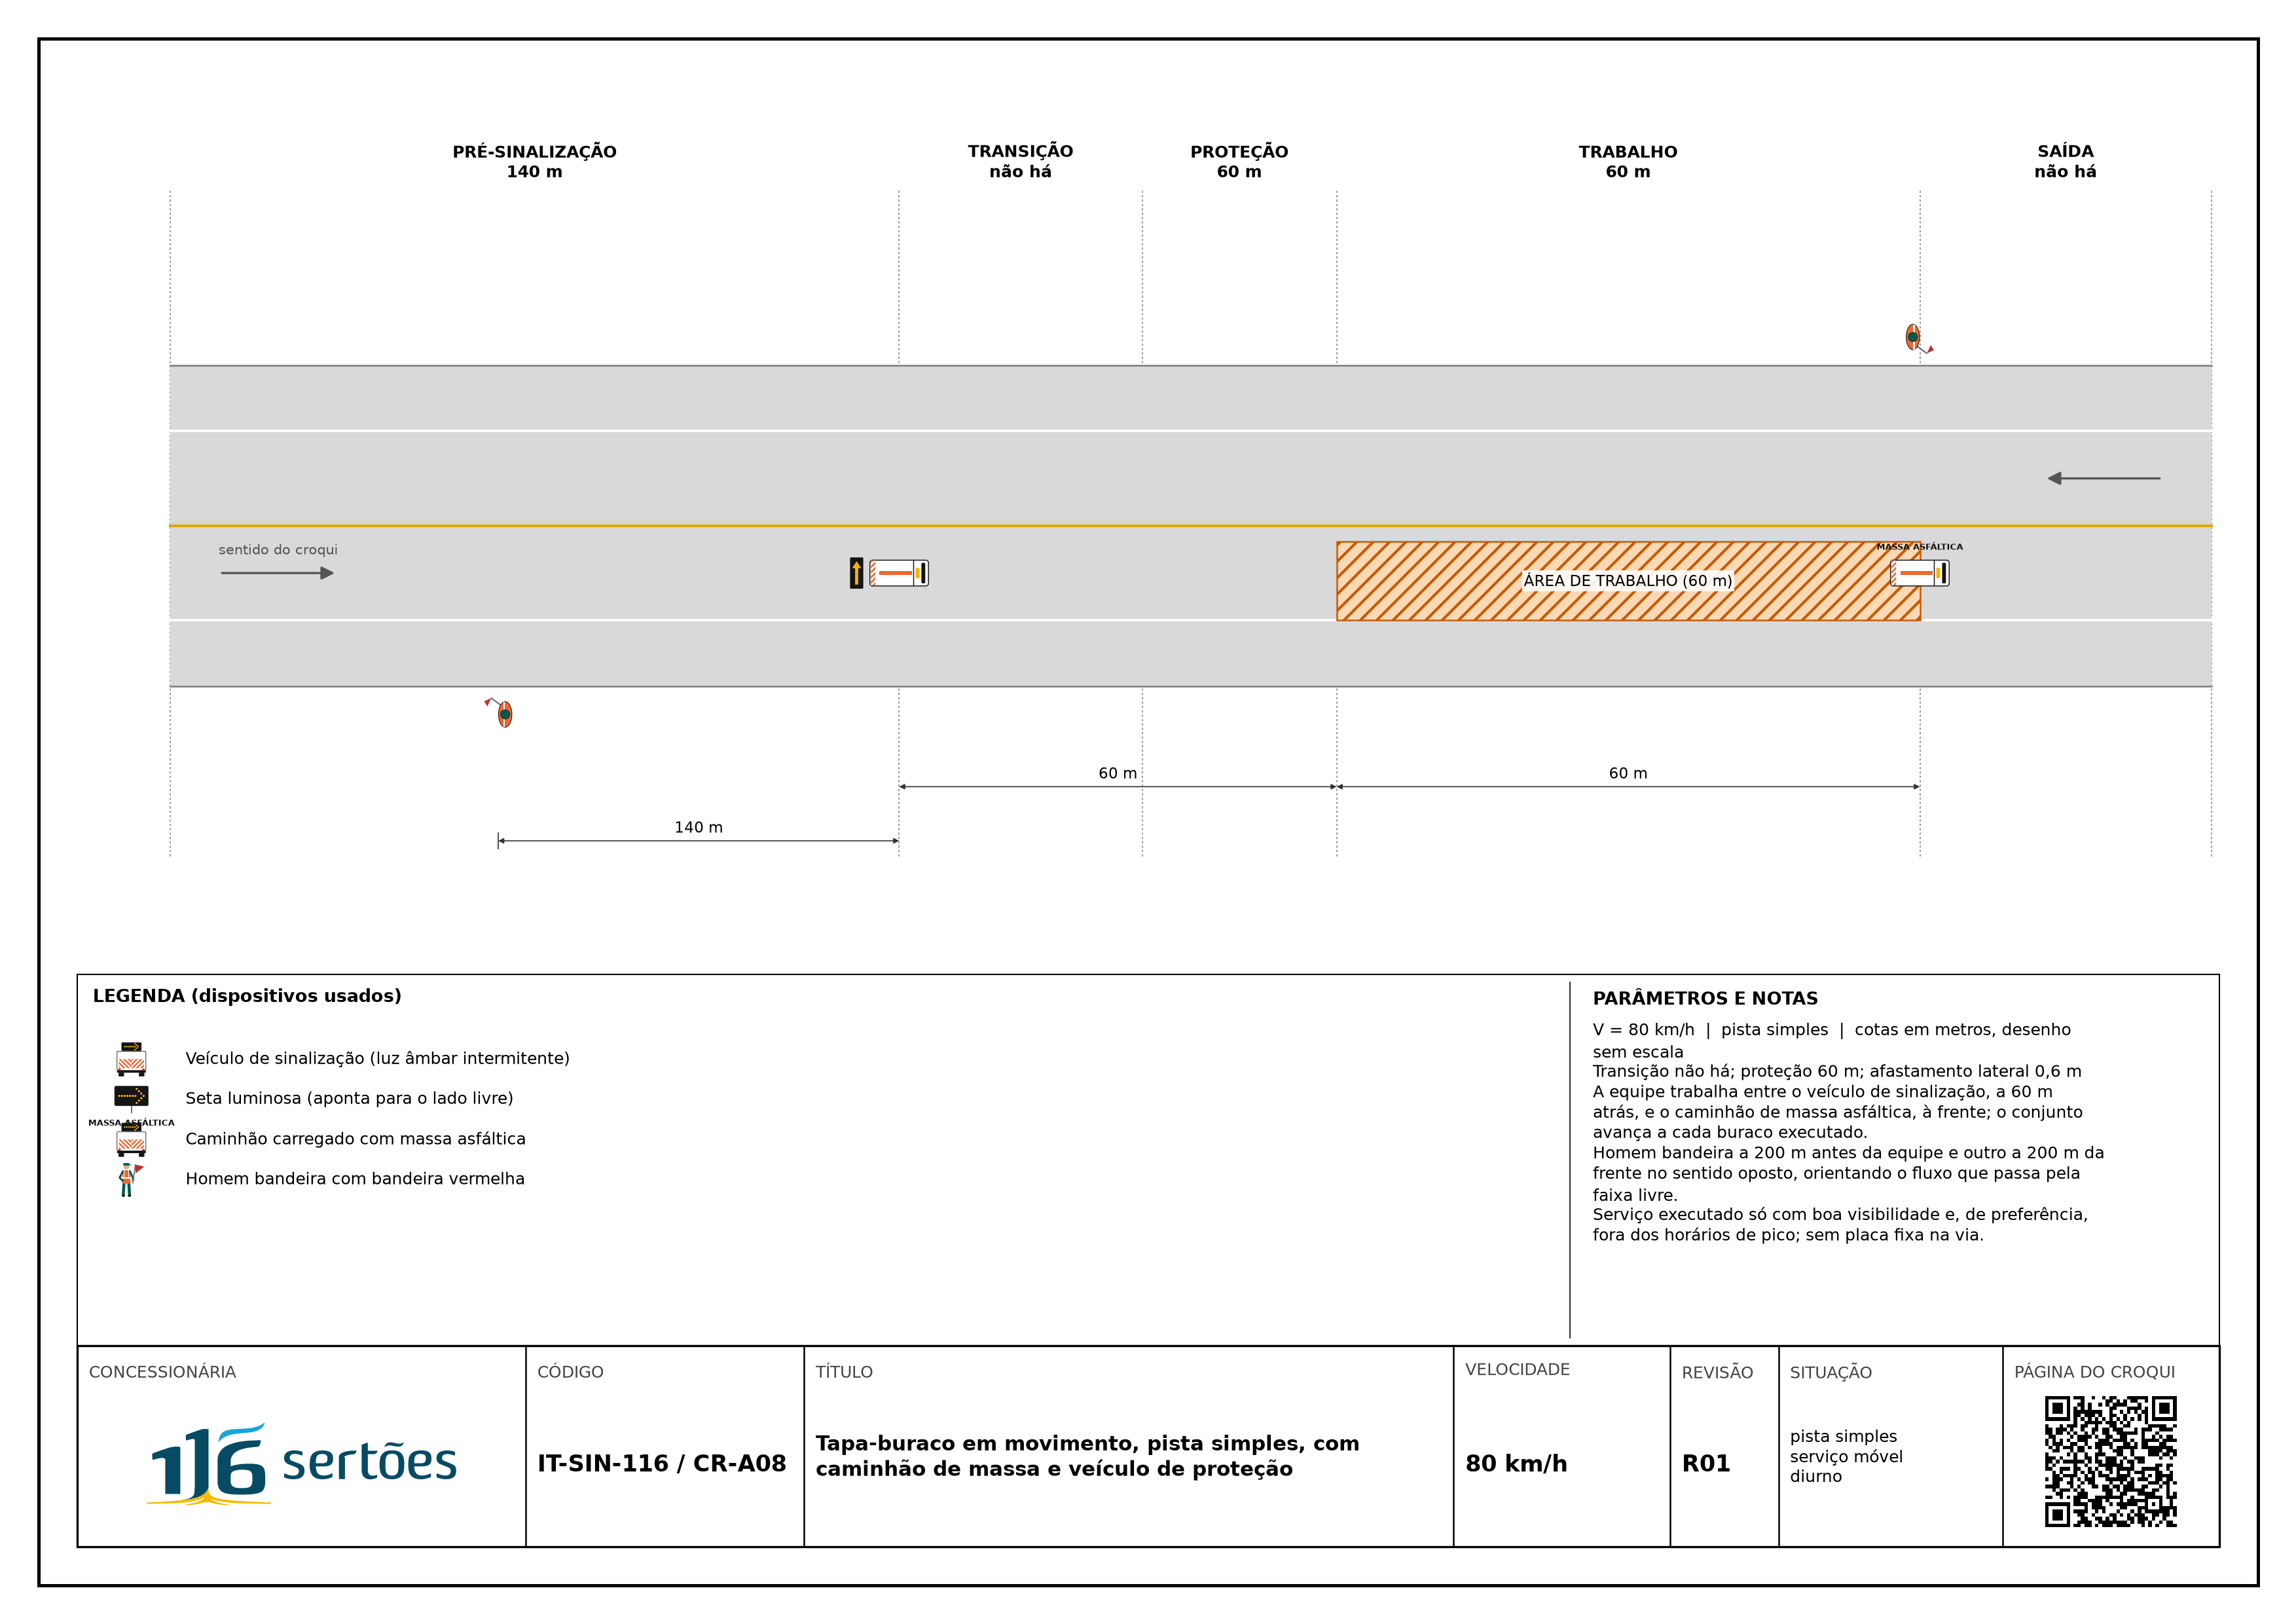 PRÉ-SINALIZAÇÃO
140 m
TRANSIÇÃO
não há
PROTEÇÃO
60 m
TRABALHO
60 m
SAÍDA
não há
sentido do croqui
MASSA ASFÁLTICA
ÁREA DE TRABALHO (60 m)
60 m
60 m
140 m
LEGENDA (dispositivos usados)
Veículo de sinalização (luz âmbar intermitente)
Seta luminosa (aponta para o lado livre)
MASSA ASFÁLTICA
Caminhão carregado com massa asfáltica
Homem bandeira com bandeira vermelha
PARÂMETROS E NOTAS
V = 80 km/h | pista simples | cotas em metros, desenho
sem escala
Transição não há; proteção 60 m; afastamento lateral 0,6 m
A equipe trabalha entre o veículo de sinalização, a 60 m
atrás, e o caminhão de massa asfáltica, à frente; o conjunto
avança a cada buraco executado.
Homem bandeira a 200 m antes da equipe e outro a 200 m da
frente no sentido oposto, orientando o fluxo que passa pela
faixa livre.
Serviço executado só com boa visibilidade e, de preferência,
fora dos horários de pico; sem placa fixa na via.
CONCESSIONÁRIA
116 sertões
CÓDIGO
IT-SIN-116 / CR-A08
TÍTULO
Tapa-buraco em movimento, pista simples, com
caminhão de massa e veículo de proteção
VELOCIDADE
80 km/h
REVISÃO
R01
SITUAÇÃO
pista simples
serviço móvel
diurno
PÁGINA DO CROQUI